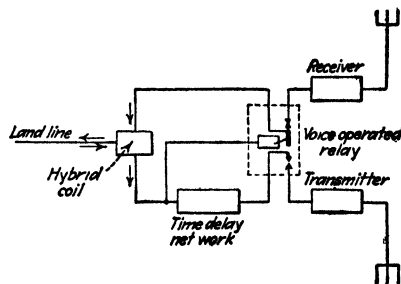 Receiver
Land line
Voice operated
relay
Hybrid
coil
Transmitter
Time delay
net work